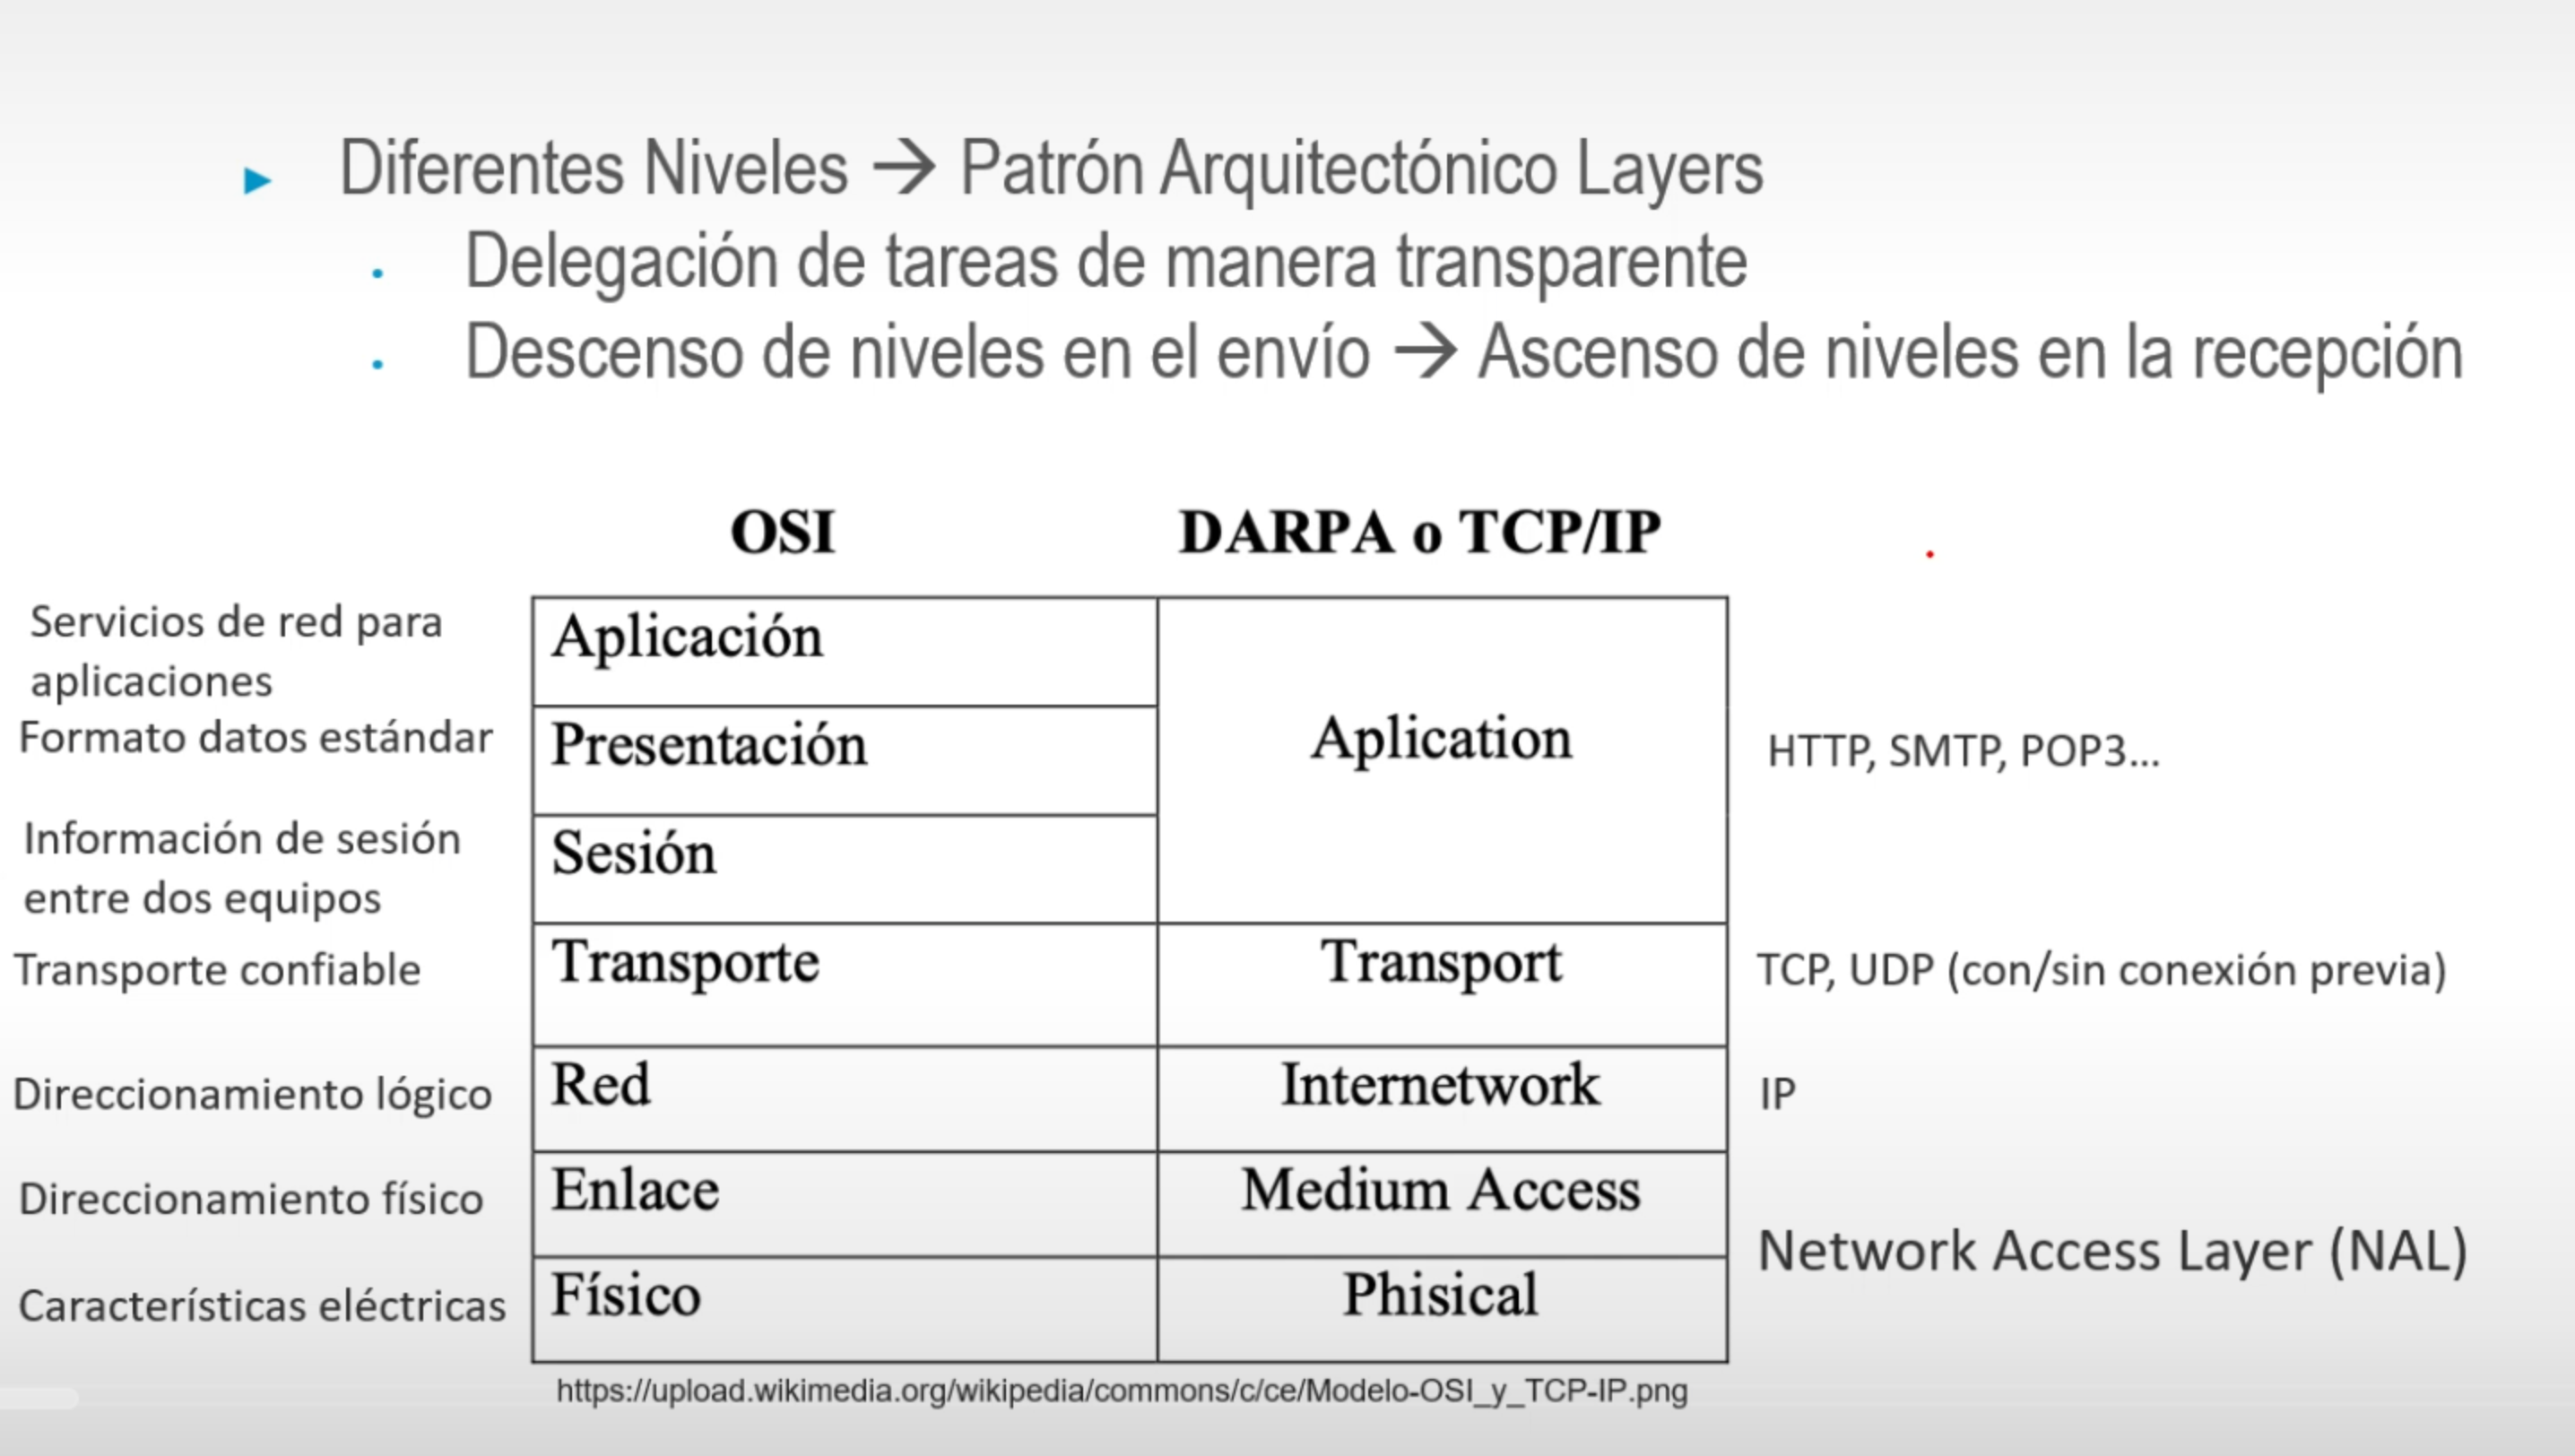 Diferentes Niveles → Patrón Arquitectónico Layers
Delegación de tareas de manera transparente
Descenso de niveles en el envío → Ascenso de niveles en la recepción
OSI
DARPA o TCP/IP
Servicios de red para
aplicaciones
Formato datos estándar
Información de sesión
entre dos equipos
Transporte confiable
Direccionamiento lógico
Direccionamiento físico
Características eléctricas
Aplicación
Presentación
Sesión
Transporte
Red
Enlace
Físico
Aplication
Transport
Internetwork
Medium Access
Phisical
HTTP, SMTP, POP3...
TCP, UDP (con/sin conexión previa)
IP
Network Access Layer (NAL)
https://upload.wikimedia.org/wikipedia/commons/c/ce/Modelo-OSI_y_TCP-IP.png